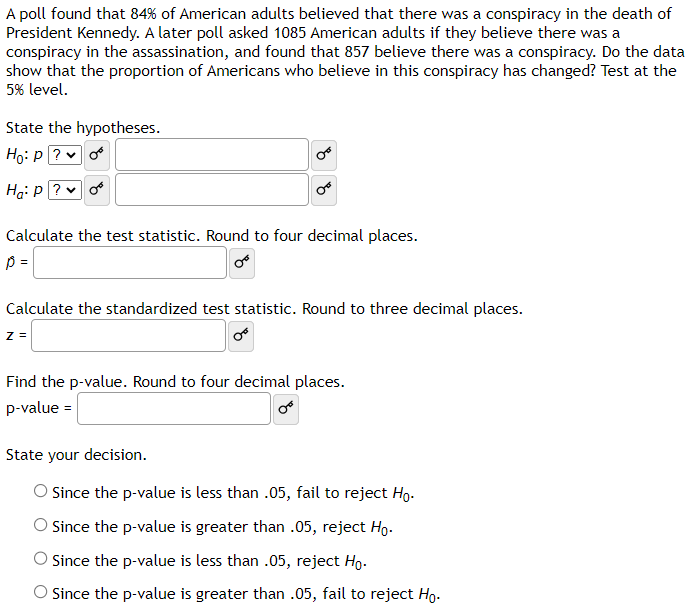 A poll found that 84% of American adults believed that there was a conspiracy in the death of
President Kennedy. A later poll asked 1085 American adults if they believe there was a
conspiracy in the assassination, and found that 857 believe there was a conspiracy. Do the data
show that the proportion of Americans who believe in this conspiracy has changed? Test at the
5% level.
State the hypotheses.
H₀: p ?
Hₐ: p ?
Calculate the test statistic. Round to four decimal places.
p̂ =
Calculate the standardized test statistic. Round to three decimal places.
z =
Find the p-value. Round to four decimal places.
p-value =
State your decision.
Since the p-value is less than .05, fail to reject H₀.
Since the p-value is greater than .05, reject H₀.
Since the p-value is less than .05, reject H₀.
Since the p-value is greater than .05, fail to reject H₀.